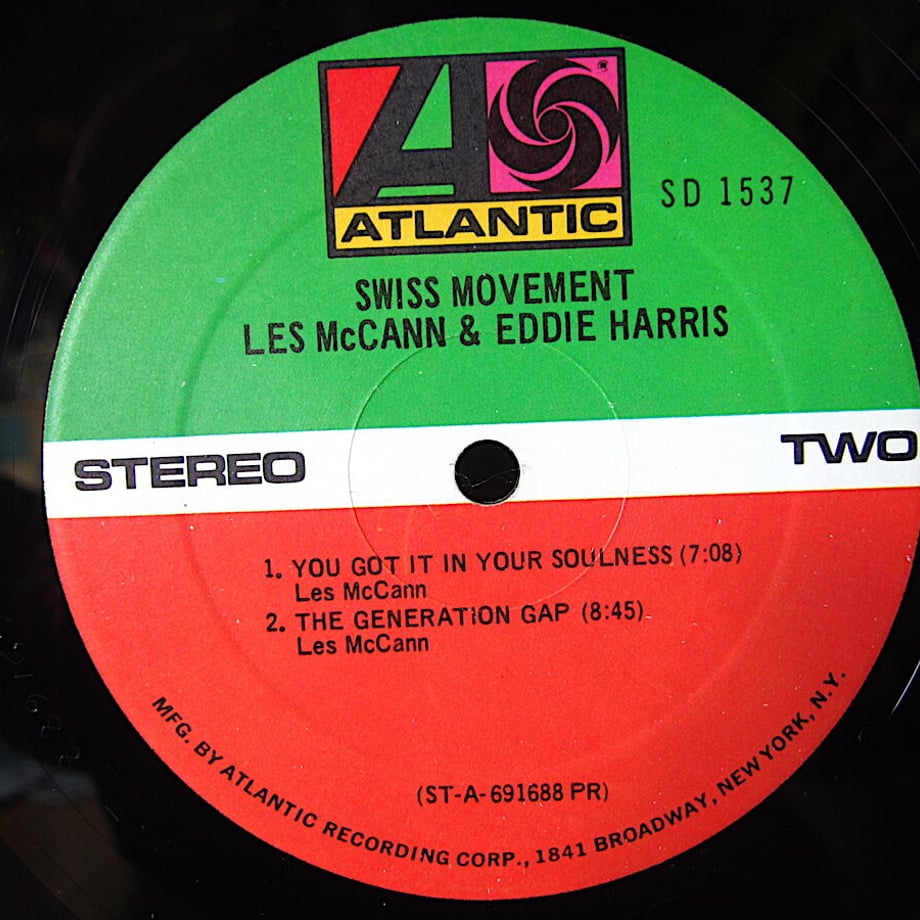 ATLANTIC
®
SD 1537
SWISS MOVEMENT
LES McCANN & EDDIE HARRIS
STEREO
TWO
1. YOU GOT IT IN YOUR SOULNESS (7:08)
Les McCann
2. THE GENERATION GAP (8:45)
Les McCann
(ST-A-691688 PR)
MFG. BY ATLANTIC RECORDING CORP., 1841 BROADWAY, NEW YORK, N.Y.